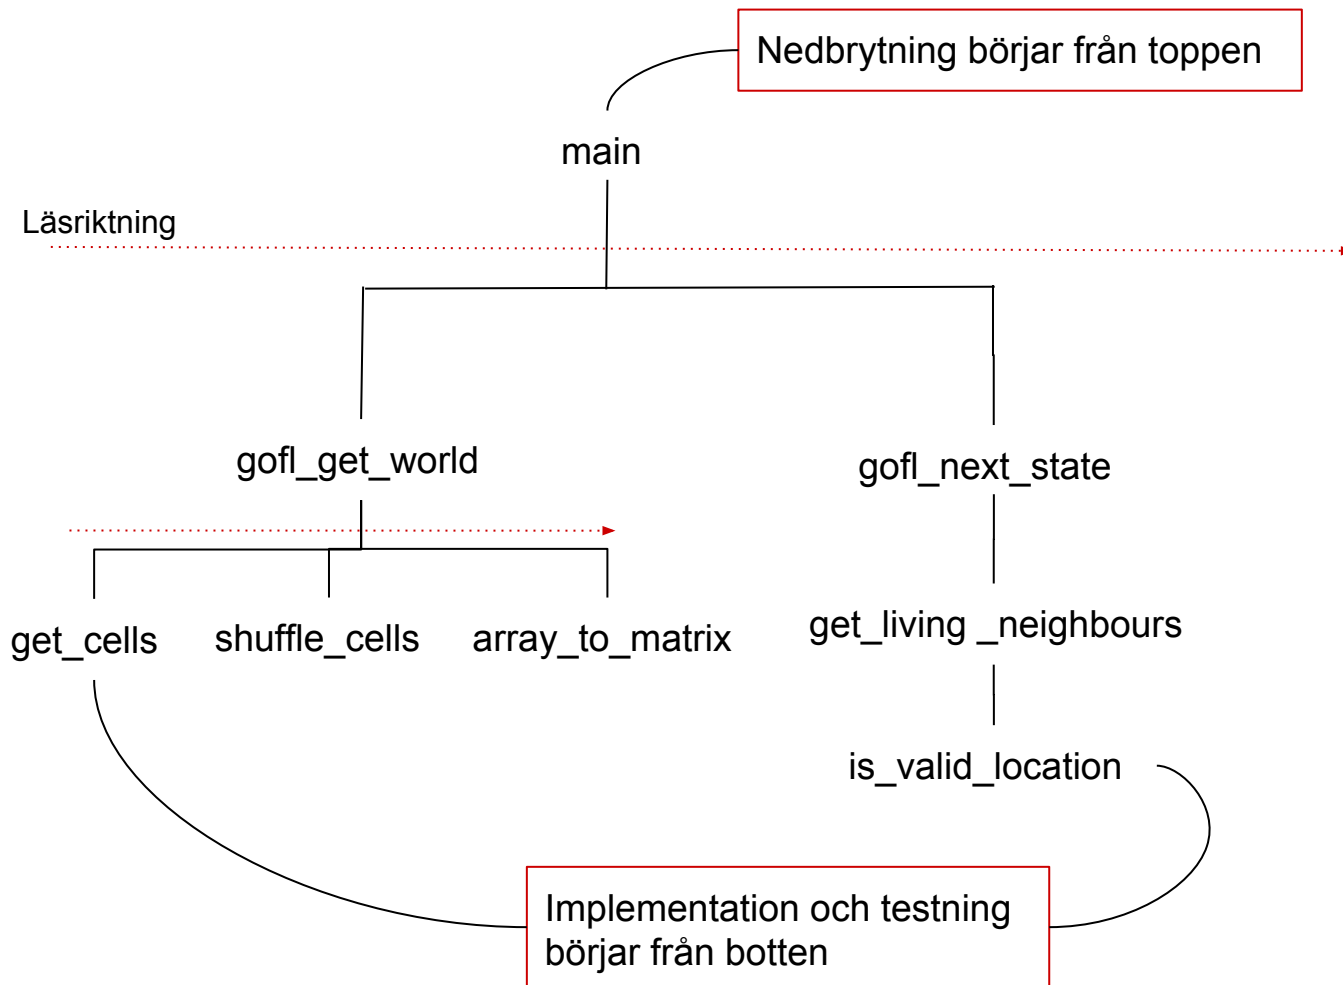 Nedbrytning börjar från toppen
main
Läsriktning
gofl_get_world
gofl_next_state
get_cells
shuffle_cells
array_to_matrix
get_living _neighbours
is_valid_location
Implementation och testning
börjar från botten